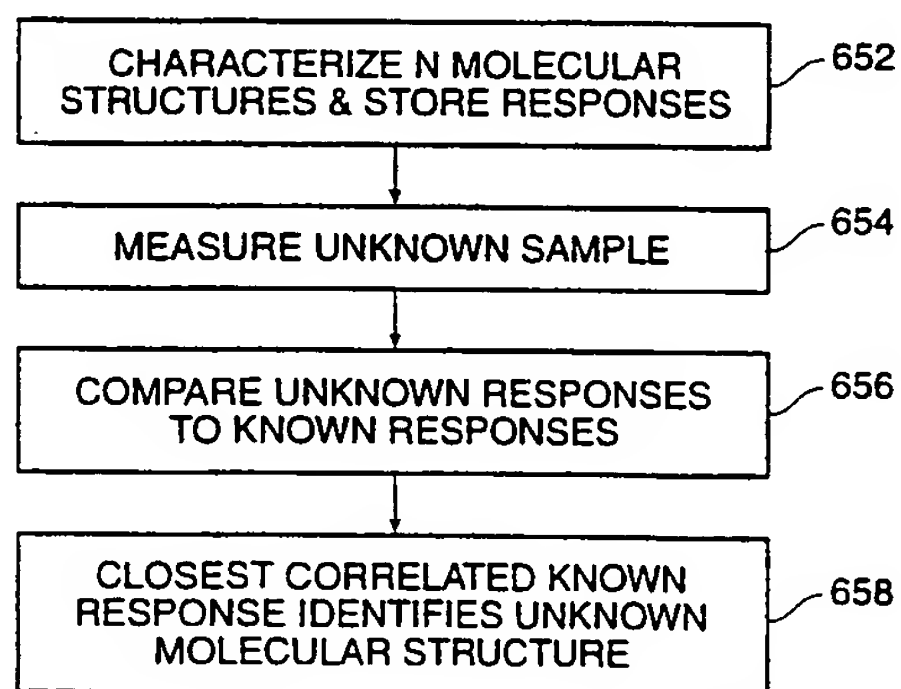 CHARACTERIZE N MOLECULAR
STRUCTURES & STORE RESPONSES
652
MEASURE UNKNOWN SAMPLE
654
COMPARE UNKNOWN RESPONSES
TO KNOWN RESPONSES
656
CLOSEST CORRELATED KNOWN
RESPONSE IDENTIFIES UNKNOWN
MOLECULAR STRUCTURE
658